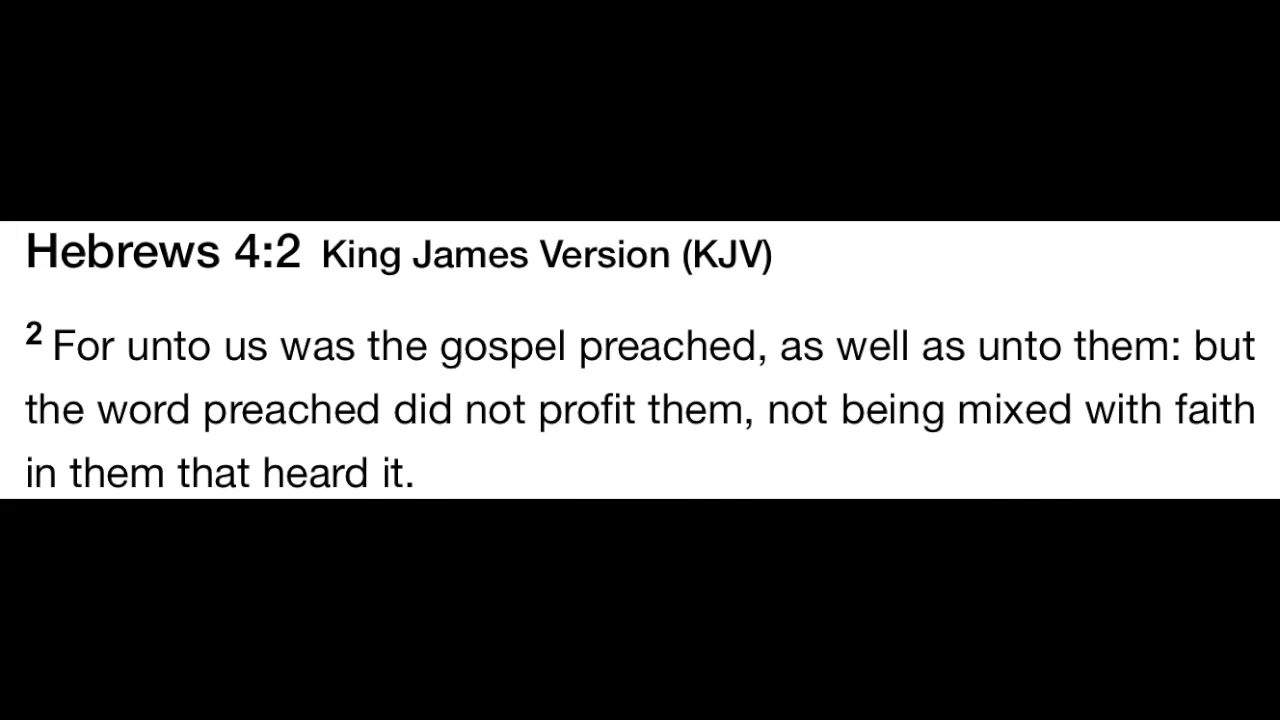 Hebrews 4:2 King James Version (KJV)
2 For unto us was the gospel preached, as well as unto them: but
the word preached did not profit them, not being mixed with faith
in them that heard it.